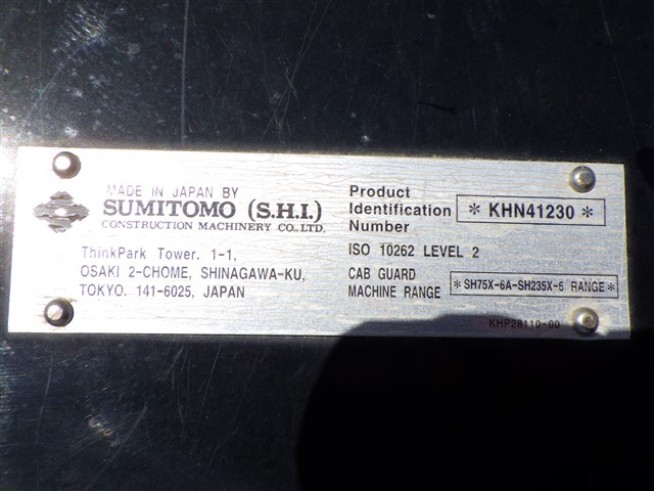 MADE IN JAPAN BY
SUMITOMO (S.H.I.)
CONSTRUCTION MACHINERY CO., LTD.
ThinkPark Tower. 1-1,
OSAKI 2-CHOME, SHINAGAWA-KU,
TOKYO. 141-6025, JAPAN
Product
Identification
Number
* KHN41230 *
ISO 10262 LEVEL 2
CAB GUARD
MACHINE RANGE
* SH75X-6A-SH235X-6 RANGE *
KHP28110-00